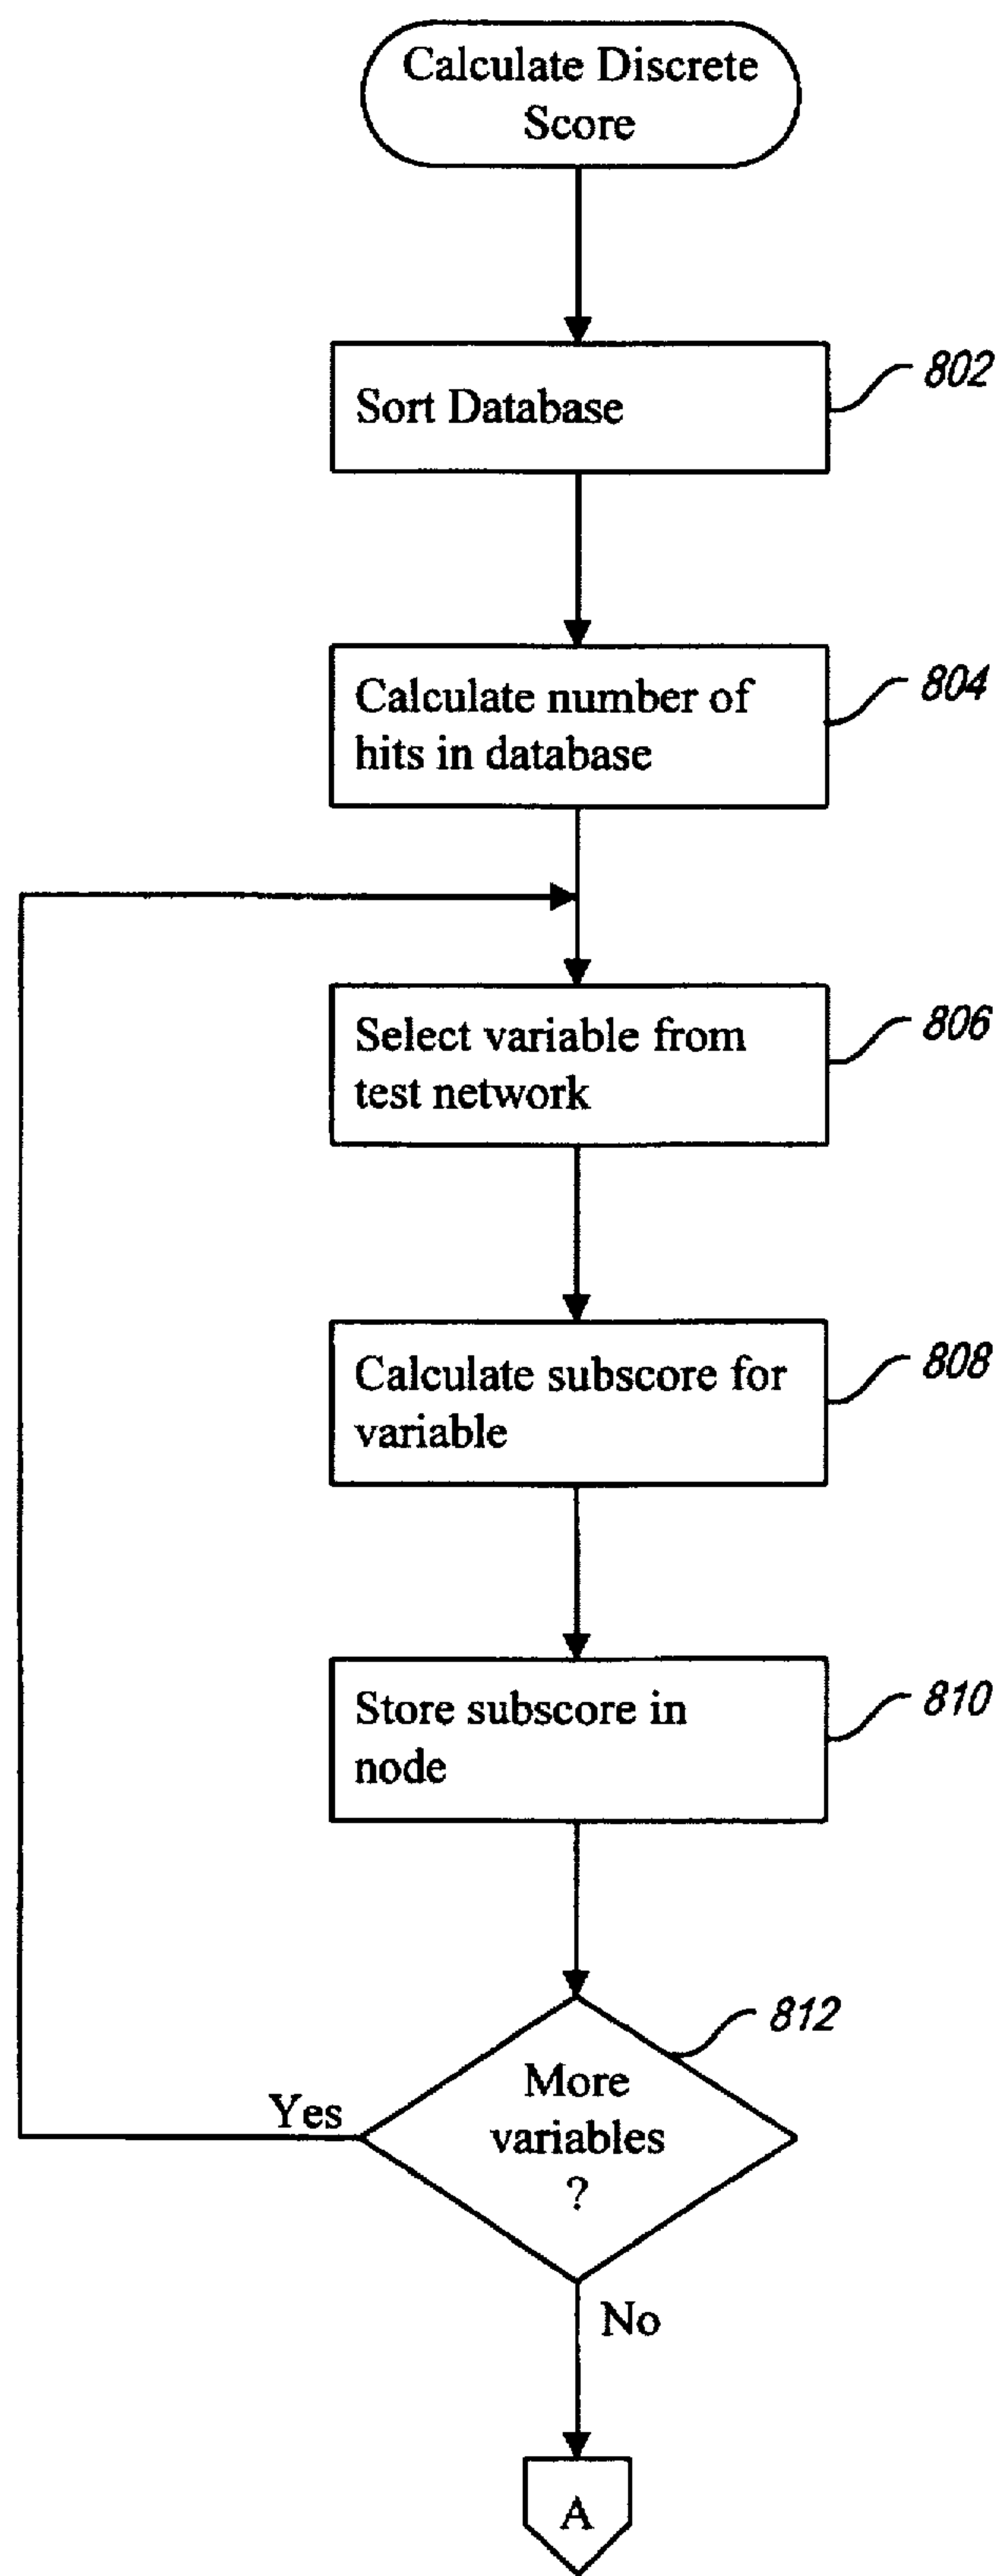 Calculate Discrete
Score
Sort Database
802
Calculate number of
hits in database
804
Select variable from
test network
806
Calculate subscore for
variable
808
Store subscore in
node
810
812
More
variables
?
Yes
No
A